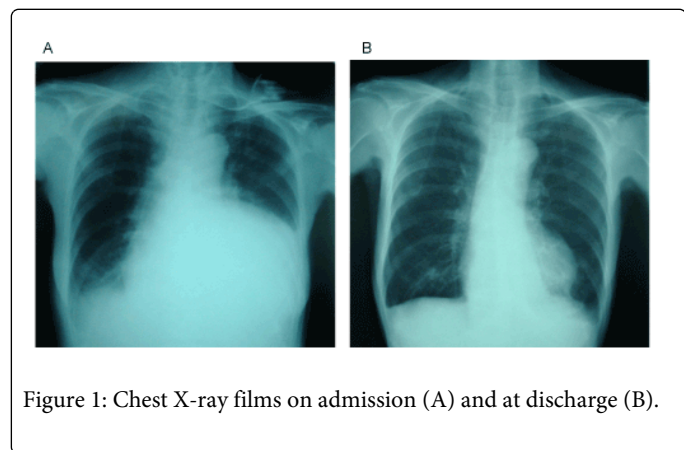 A
B
Figure 1: Chest X-ray films on admission (A) and at discharge (B).